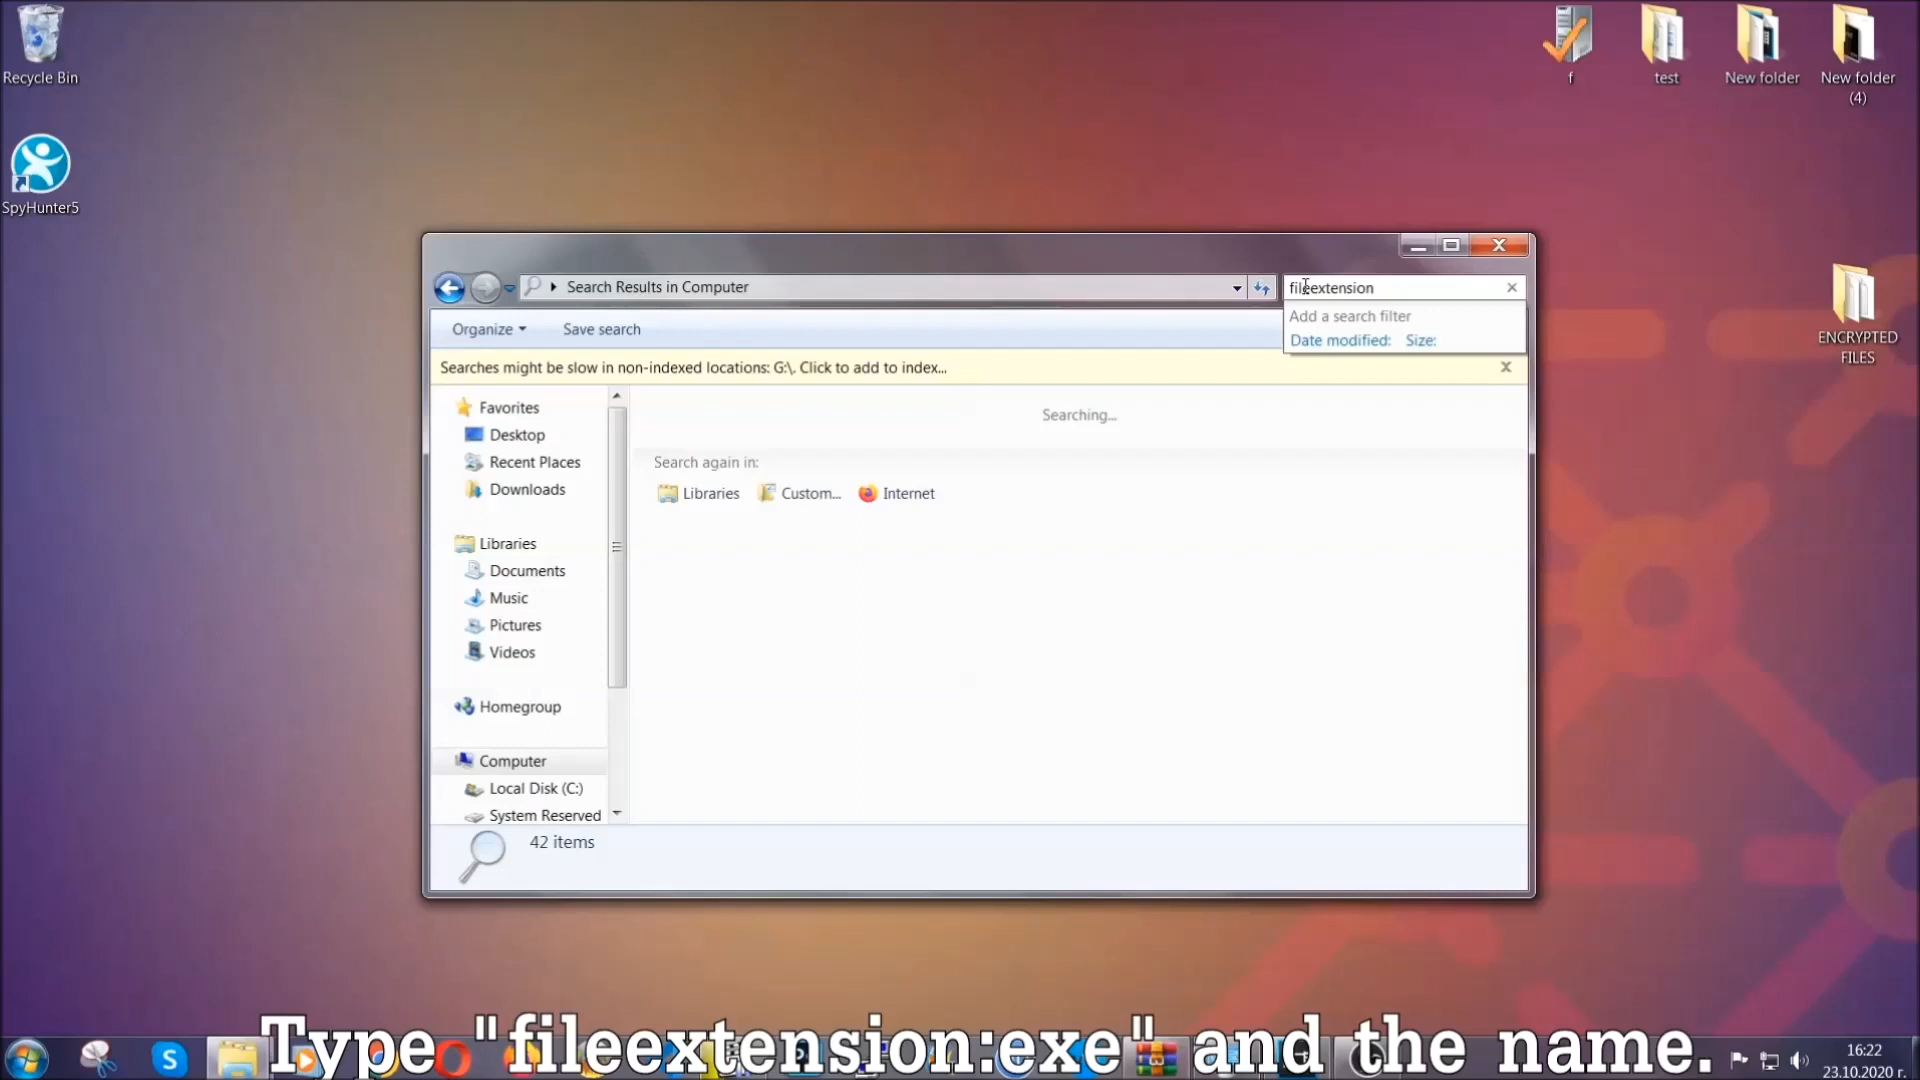 Recycle Bin
f
test
New folder
New folder
(4)
SpyHunter5
ENCRYPTED
FILES
Search Results in Computer
fileextension
Add a search filter
Date modified: Size:
Organize
Save search
Searches might be slow in non-indexed locations: G:\. Click to add to index...
Favorites
Desktop
Recent Places
Downloads
Libraries
Documents
Music
Pictures
Videos
Homegroup
Computer
Local Disk (C:)
System Reserved
Searching...
Search again in:
Libraries
Custom...
Internet
42 items
Type "fileextension:exe" and the name.
16:22
23.10.2020 г.